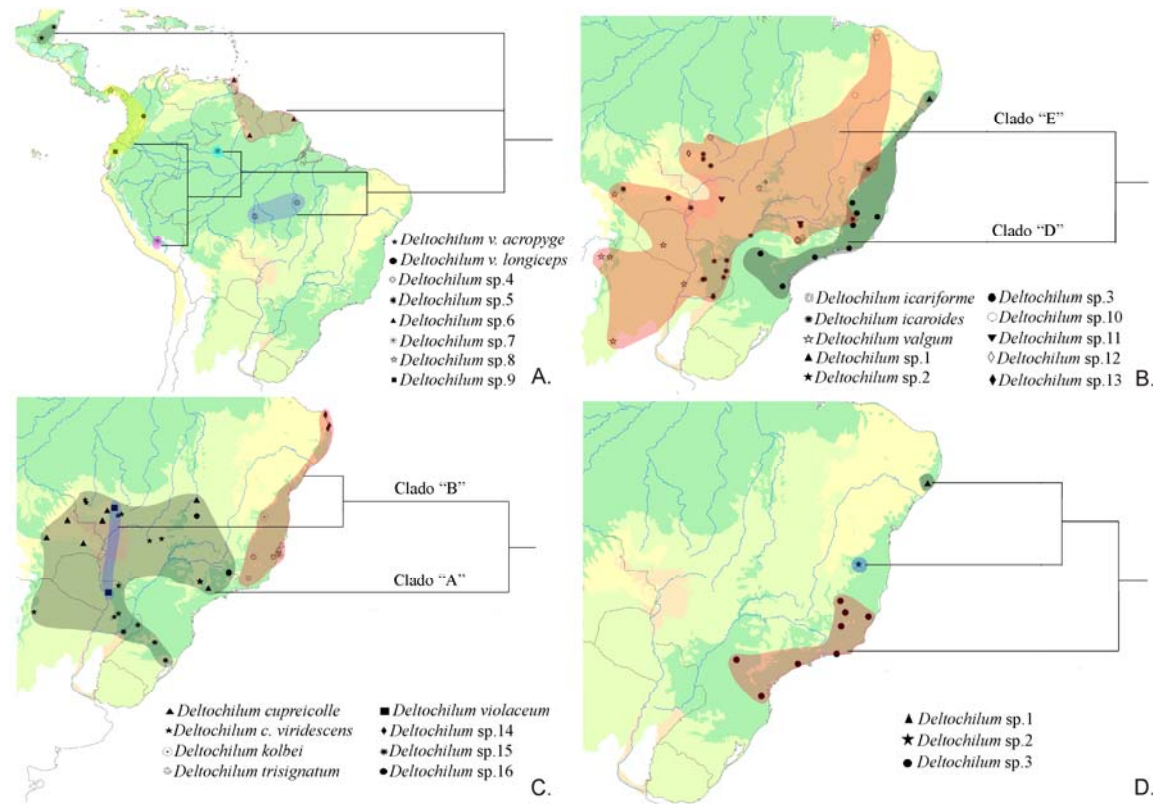 Deltochilum v. acropyge
Deltochilum v. longiceps
Deltochilum sp.4
Deltochilum sp.5
Deltochilum sp.6
Deltochilum sp.7
Deltochilum sp.8
Deltochilum sp.9
A.
Clado “E”
Clado “D”
Deltochilum icariforme
Deltochilum icaroides
Deltochilum valgum
Deltochilum sp.1
Deltochilum sp.2
Deltochilum sp.3
Deltochilum sp.10
Deltochilum sp.11
Deltochilum sp.12
Deltochilum sp.13
B.
Clado “B”
Clado “A”
Deltochilum cupreicolle
Deltochilum c. viridescens
Deltochilum kolbei
Deltochilum trisignatum
Deltochilum violaceum
Deltochilum sp.14
Deltochilum sp.15
Deltochilum sp.16
C.
Deltochilum sp.1
Deltochilum sp.2
Deltochilum sp.3
D.